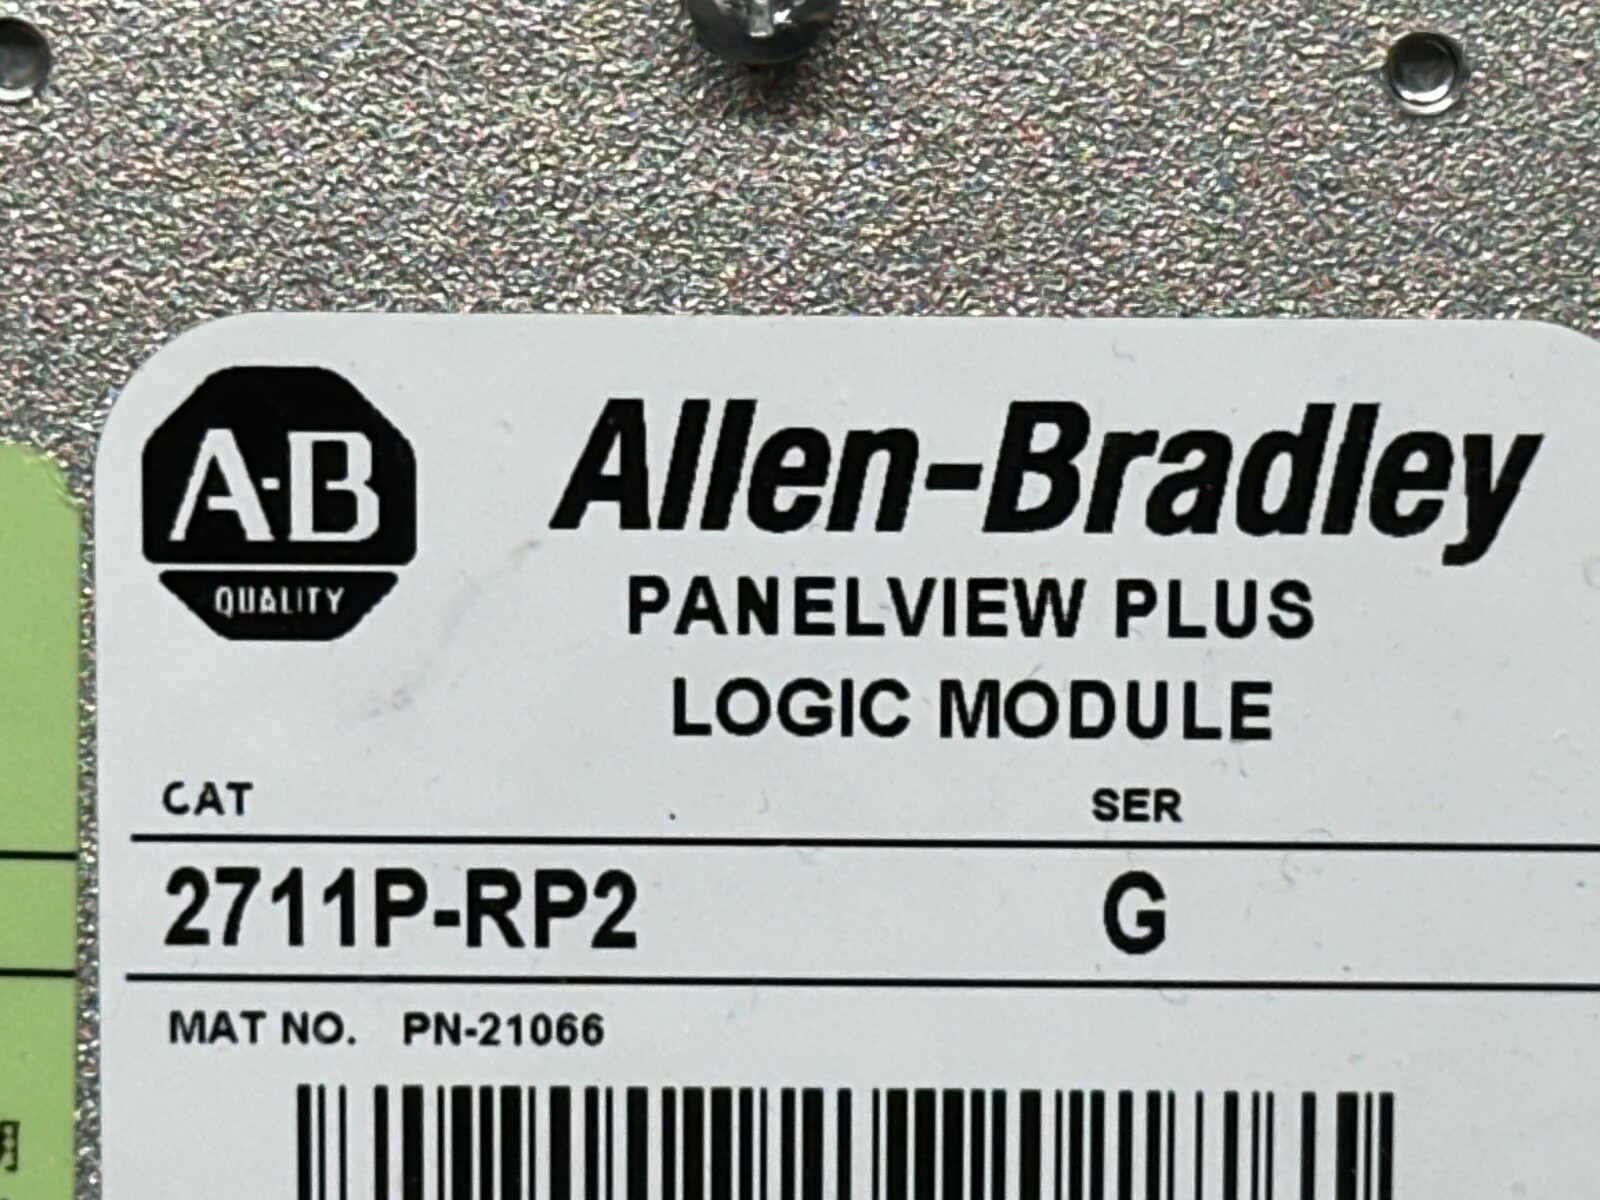 A-B
QUALITY
Allen-Bradley
PANELVIEW PLUS
LOGIC MODULE
CAT SER
2711P-RP2 G
MAT NO. PN-21066